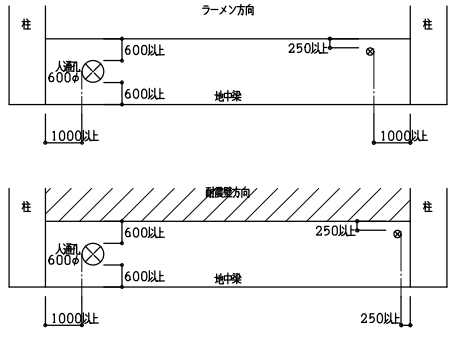 ラーメン方向
柱
柱
600以上
250以上
人通孔
600φ
600以上
地中梁
1000以上
1000以上
耐震壁方向
柱
柱
600以上
250以上
人通孔
600φ
600以上
地中梁
1000以上
250以上